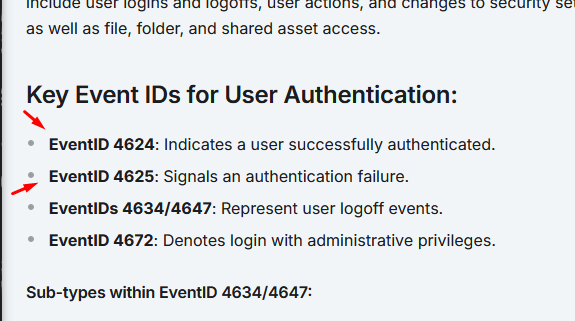 include user logins and logoffs, user actions, and changes to security
as well as file, folder, and shared asset access.
Key Event IDs for User Authentication:
EventID 4624: Indicates a user successfully authenticated.
EventID 4625: Signals an authentication failure.
EventIDs 4634/4647: Represent user logoff events.
EventID 4672: Denotes login with administrative privileges.
Sub-types within EventID 4634/4647: